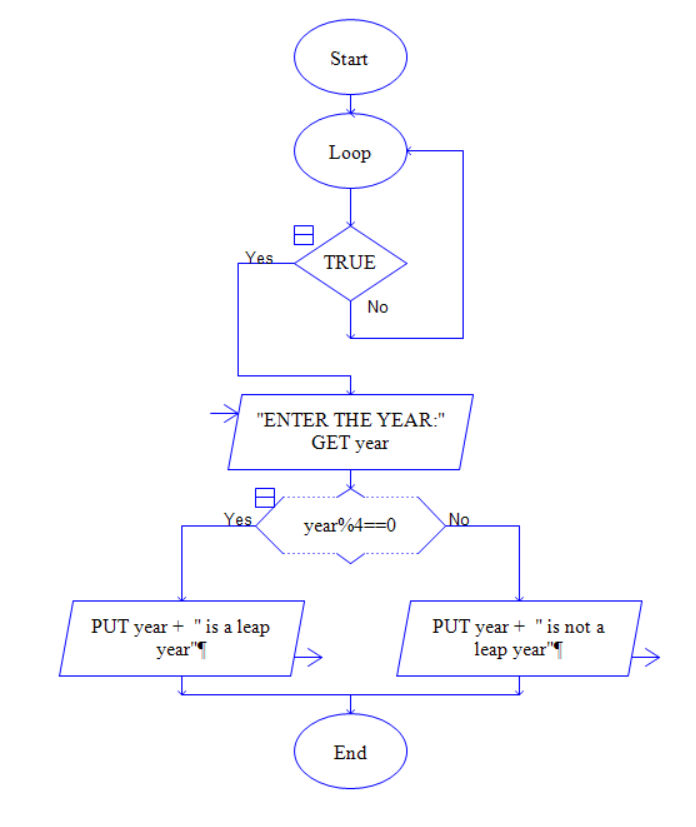 Start
Loop
Yes
TRUE
No
"ENTER THE YEAR:"
GET year
Yes
year%4==0
No
PUT year + " is a leap
year"¶
PUT year + " is not a
leap year"¶
End